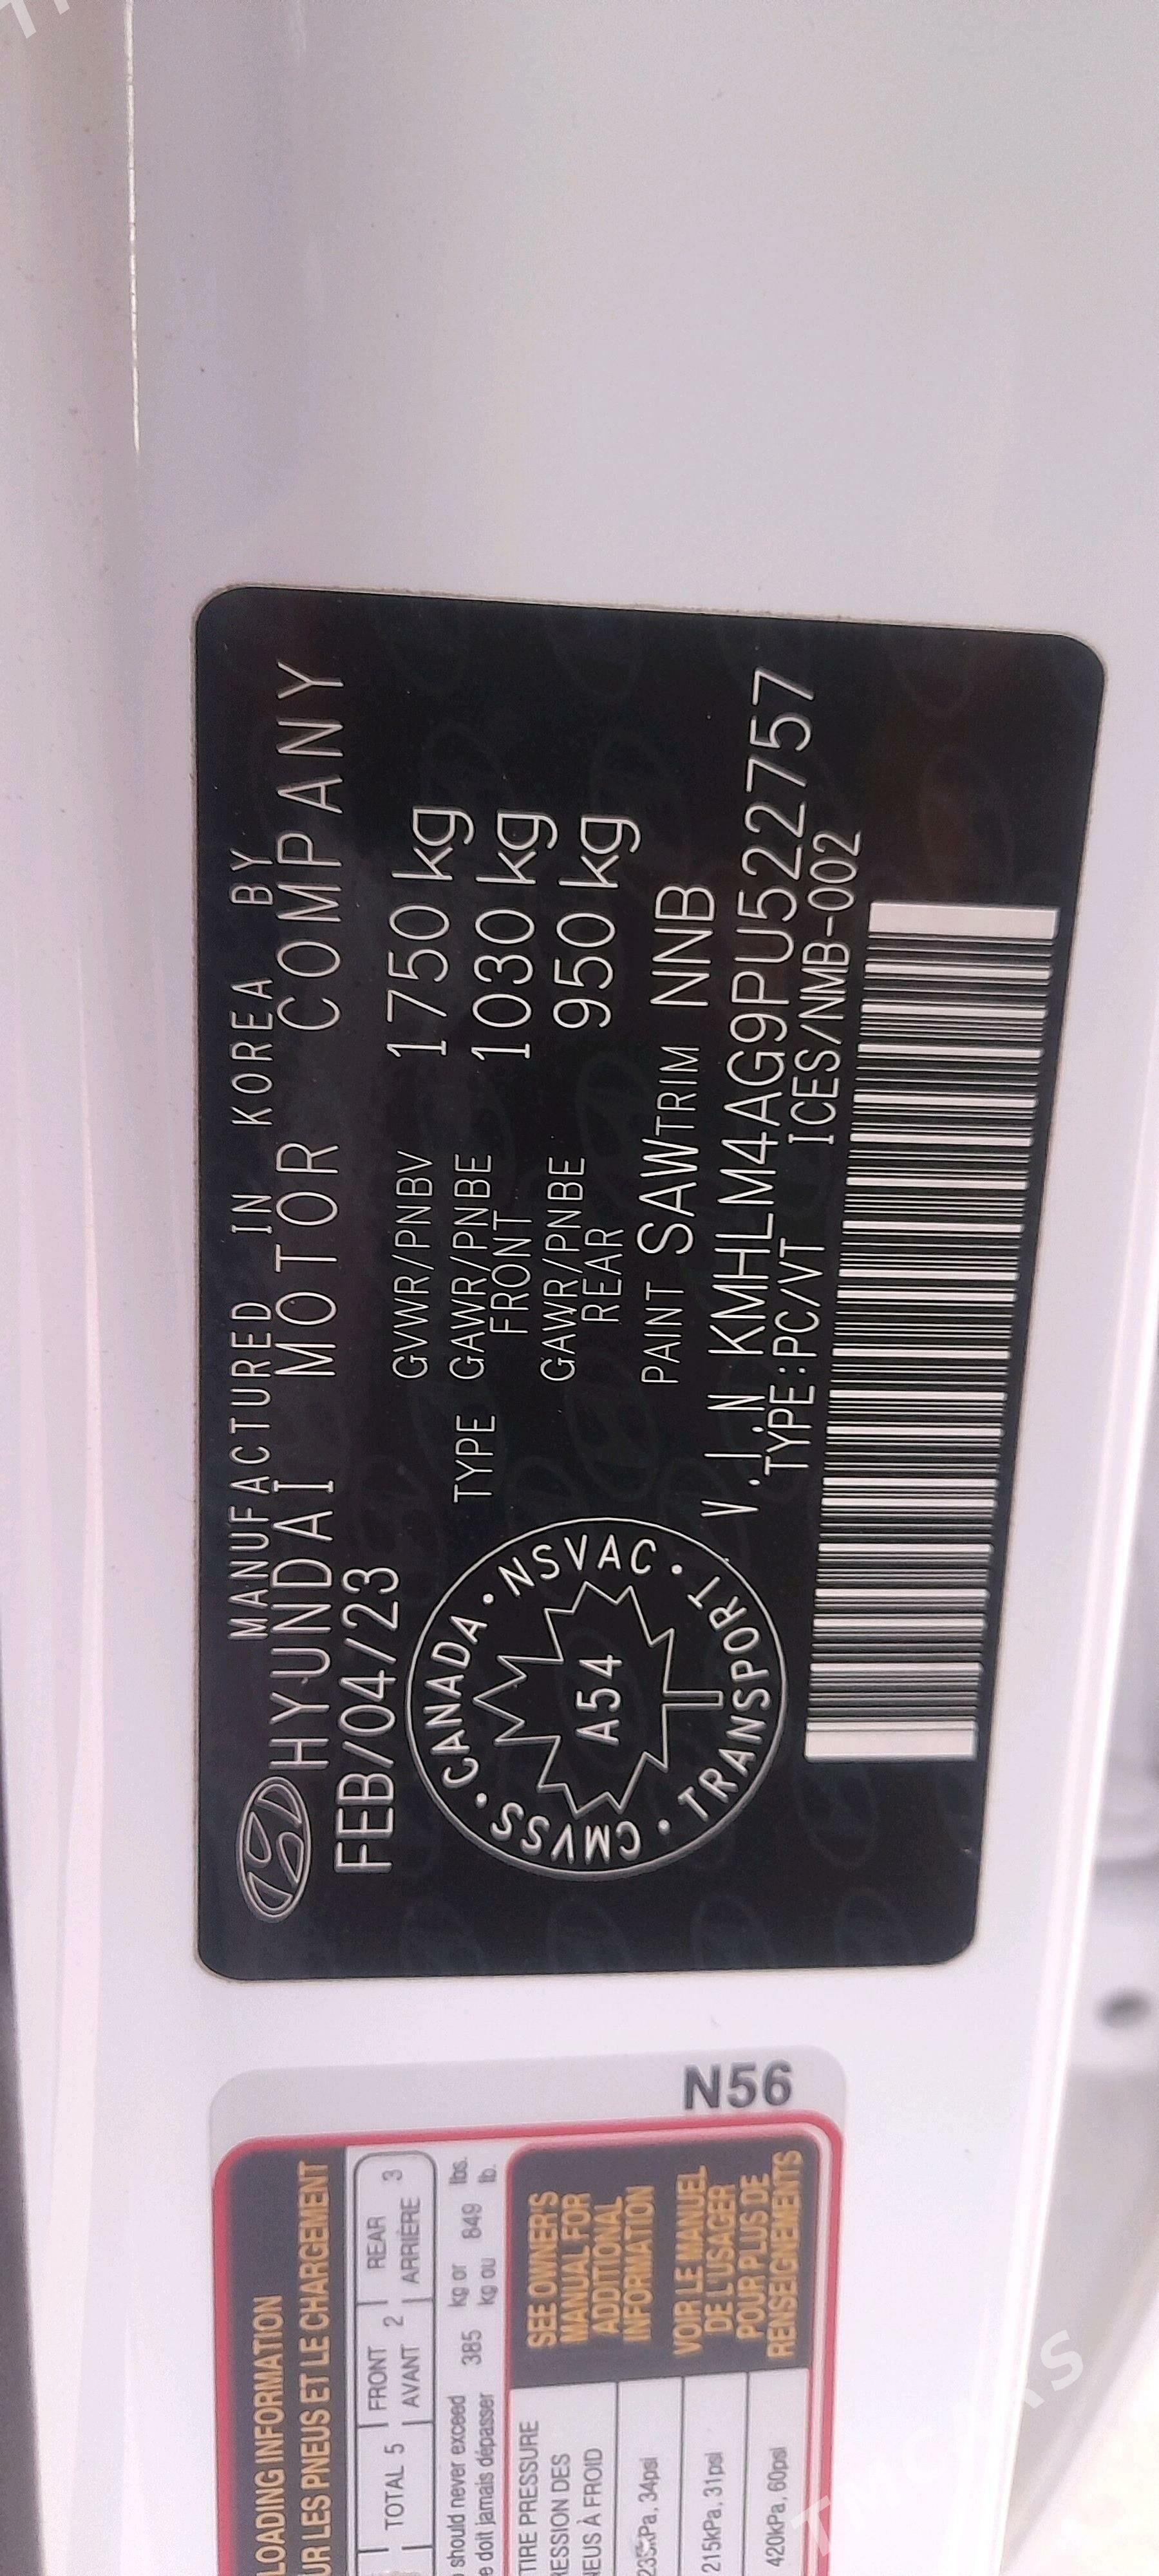 MANUFACTURED IN KOREA BY
HYUNDAI MOTOR COMPANY
FEB/04/23
GVWR/PNBV 1750 kg
TYPE GAWR/PNBE FRONT 1030 kg
GAWR/PNBE REAR 950 kg
PAINT SAW TRIM NNB
V.I.N KMHLM4AG9PU522757
TYPE:PC/VT ICES/NMB-002
CANADA · NSVAC · TRANSPORT · CMVSS ·
A54
N56
LOADING INFORMATION
UR LES PNEUS ET LE CHARGEMENT
TOTAL 5 FRONT AVANT 2 REAR ARRIÈRE 3
should never exceed 385 kg or 849 lbs.
e doit jamais dépasser kg ou lb.
TIRE PRESSURE
ESSION DES
NEUS À FROID
kPa, 34psi
215kPa, 31psi
420kPa, 60psi
SEE OWNER'S
MANUAL FOR
ADDITIONAL
INFORMATION
VOIR LE MANUEL
DE L'USAGER
POUR PLUS DE
RENSEIGNEMENTS